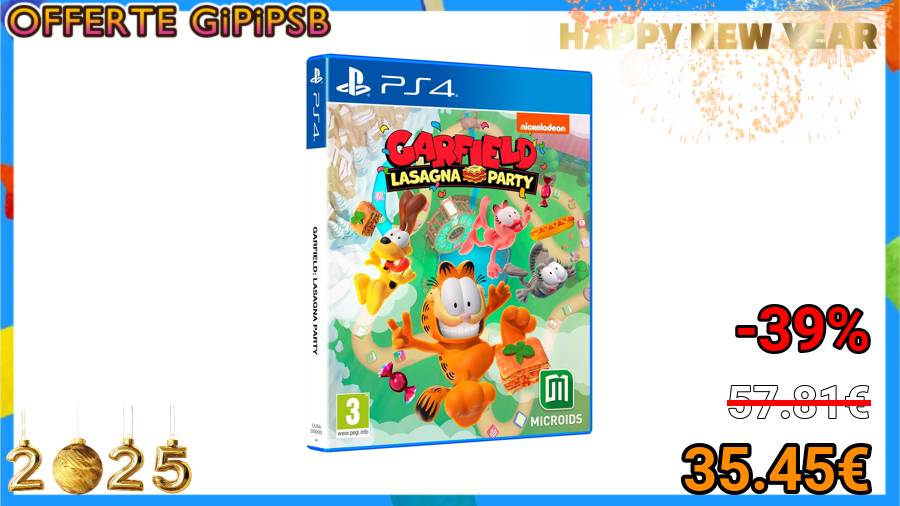 OFFERTE GiPiPSB
HAPPY NEW YEAR
PS4
PS4
nickelodeon
GARFIELD
LASAGNA PARTY
GARFIELD: LASAGNA PARTY
-39%
57.81€
35.45€
3
www.pegi.info
MICROIDS
2025